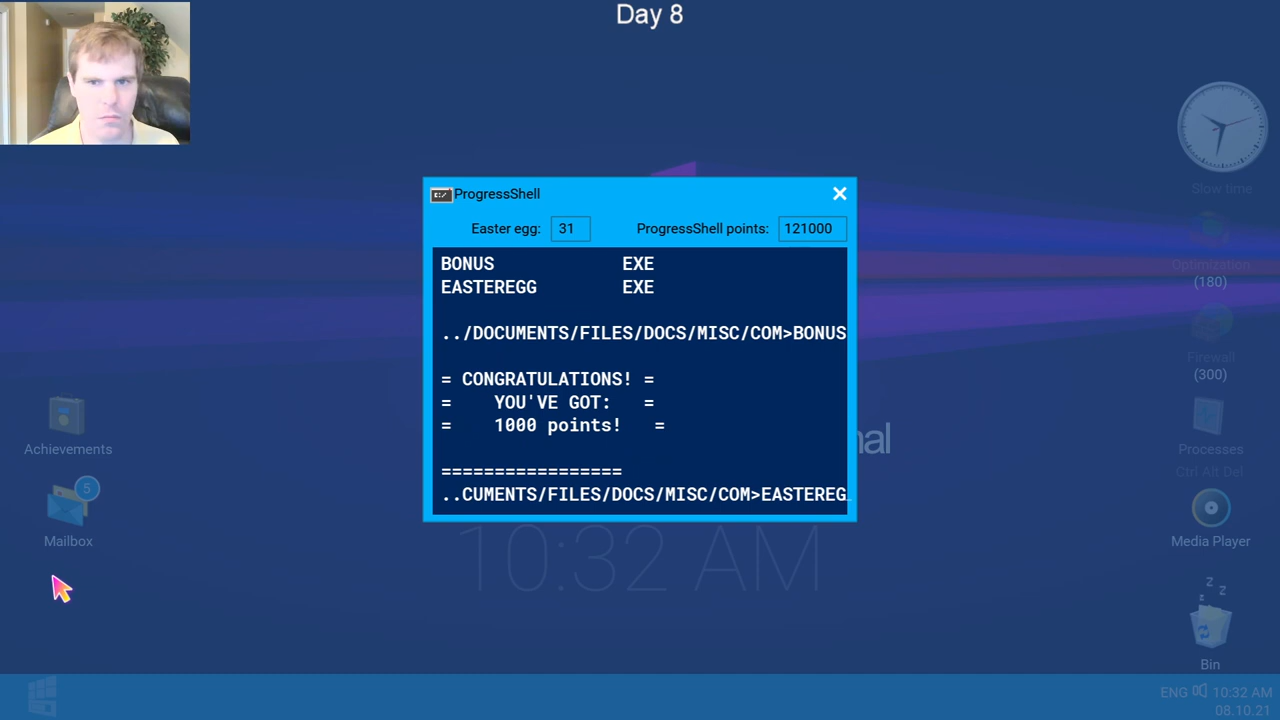 Day 8
ProgressShell
Easter egg: 31 ProgressShell points: 121000
BONUS EXE
EASTEREGG EXE
../DOCUMENTS/FILES/DOCS/MISC/COM>BONUS
= CONGRATULATIONS! =
= YOU'VE GOT: =
= 1000 points! =
=================
..CUMENTS/FILES/DOCS/MISC/COM>EASTEREG
Achievements
5
Mailbox
Slow time
Optimization
(180)
Firewall
(300)
Processes
Ctrl Alt Del
Media Player
z z
z
Bin
nal
10:32 AM
ENG 10:32 AM
08.10.21